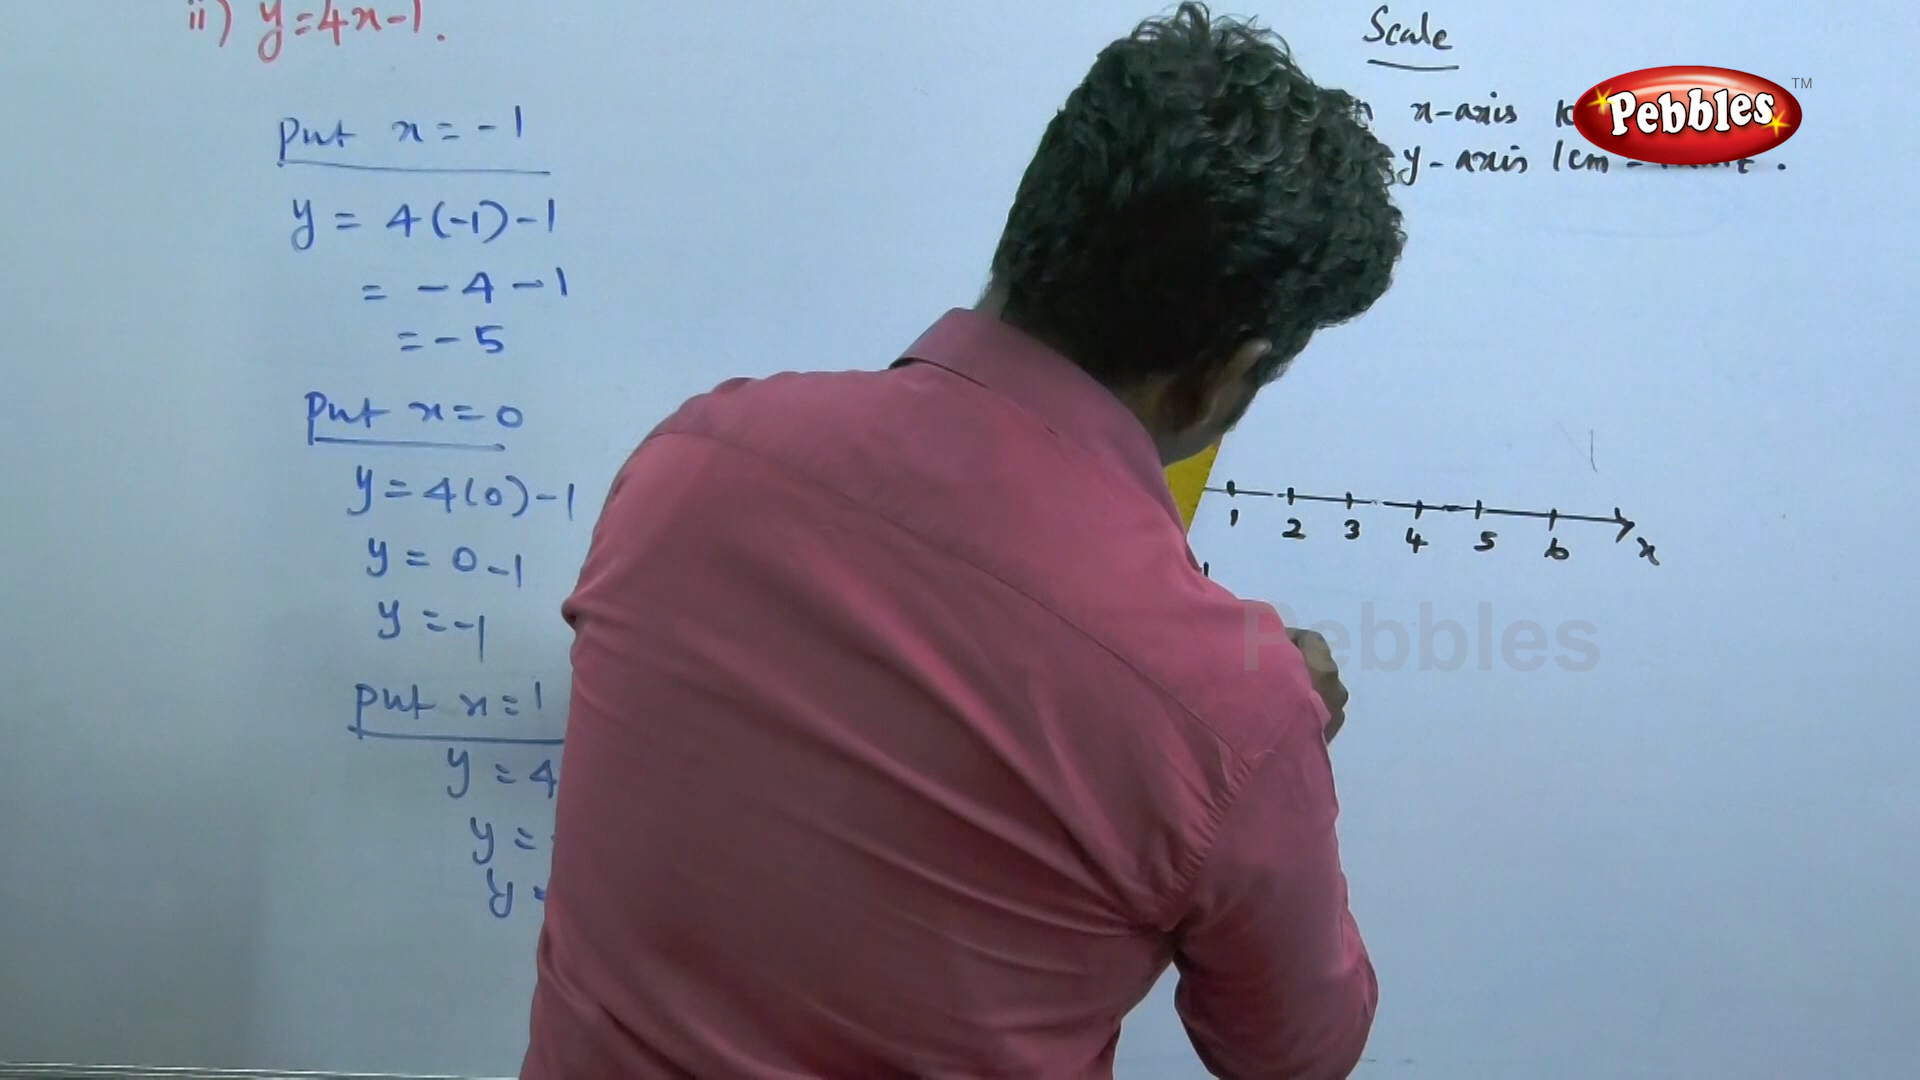 ii) y=4x-1.
put x=-1
y = 4(-1)-1
= -4-1
= -5
put x=0
y=4(0)-1
y = 0-1
y=-1
put x=1
y = 4
y =
y
Scale
x-axis
y-axis 1cm =
Pebbles
TM
1 2 3 4 5 6 x
Pebbles